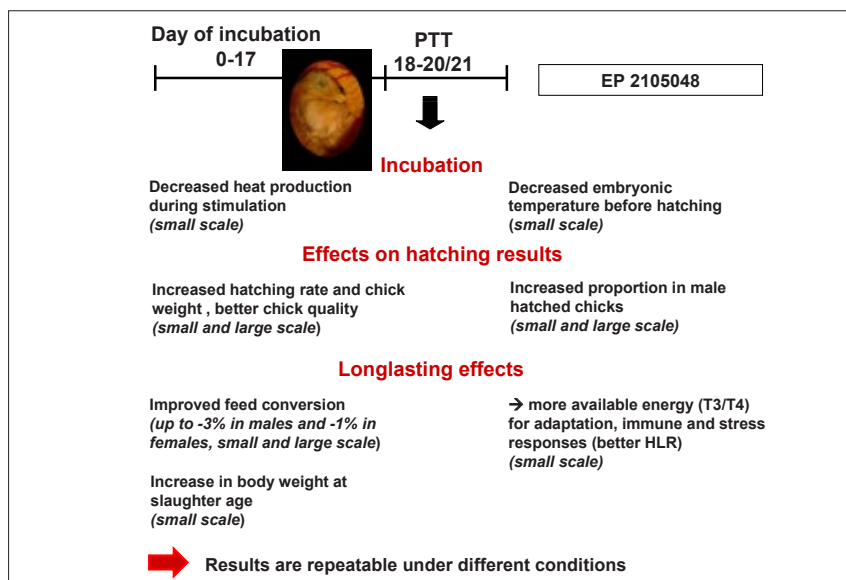 Day of incubation
0-17
PTT
18-20/21
EP 2105048
Incubation
Decreased heat production
during stimulation
(small scale)
Decreased embryonic
temperature before hatching
(small scale)
Effects on hatching results
Increased hatching rate and chick
weight , better chick quality
(small and large scale)
Increased proportion in male
hatched chicks
(small and large scale)
Longlasting effects
Improved feed conversion
(up to -3% in males and -1% in
females, small and large scale)
→ more available energy (T3/T4)
for adaptation, immune and stress
responses (better HLR)
(small scale)
Increase in body weight at
slaughter age
(small scale)
Results are repeatable under different conditions